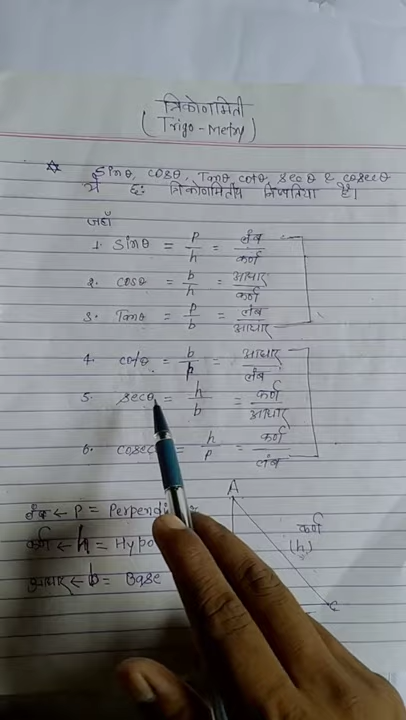 त्रिकोणमिती
(Trigo-Metry)
☆ Sinθ, cosθ, Tanθ, cotθ, secθ & cosecθ
ये छः त्रिकोणमितीय निष्पतिया है।
जहाँ
1. sinθ = p/h = लंब/कर्ण
2. cosθ = b/h = आधार/कर्ण
3. Tanθ = p/b = लंब/आधार
4. cotθ = b/p = आधार/लंब
5. secθ = h/b = कर्ण/आधार
6. cosec = h/p = कर्ण/लंब
लंब ← P = Perpendi
कर्ण ← h = Hypo
आधार ← b = Base
A
कर्ण
(h)
C